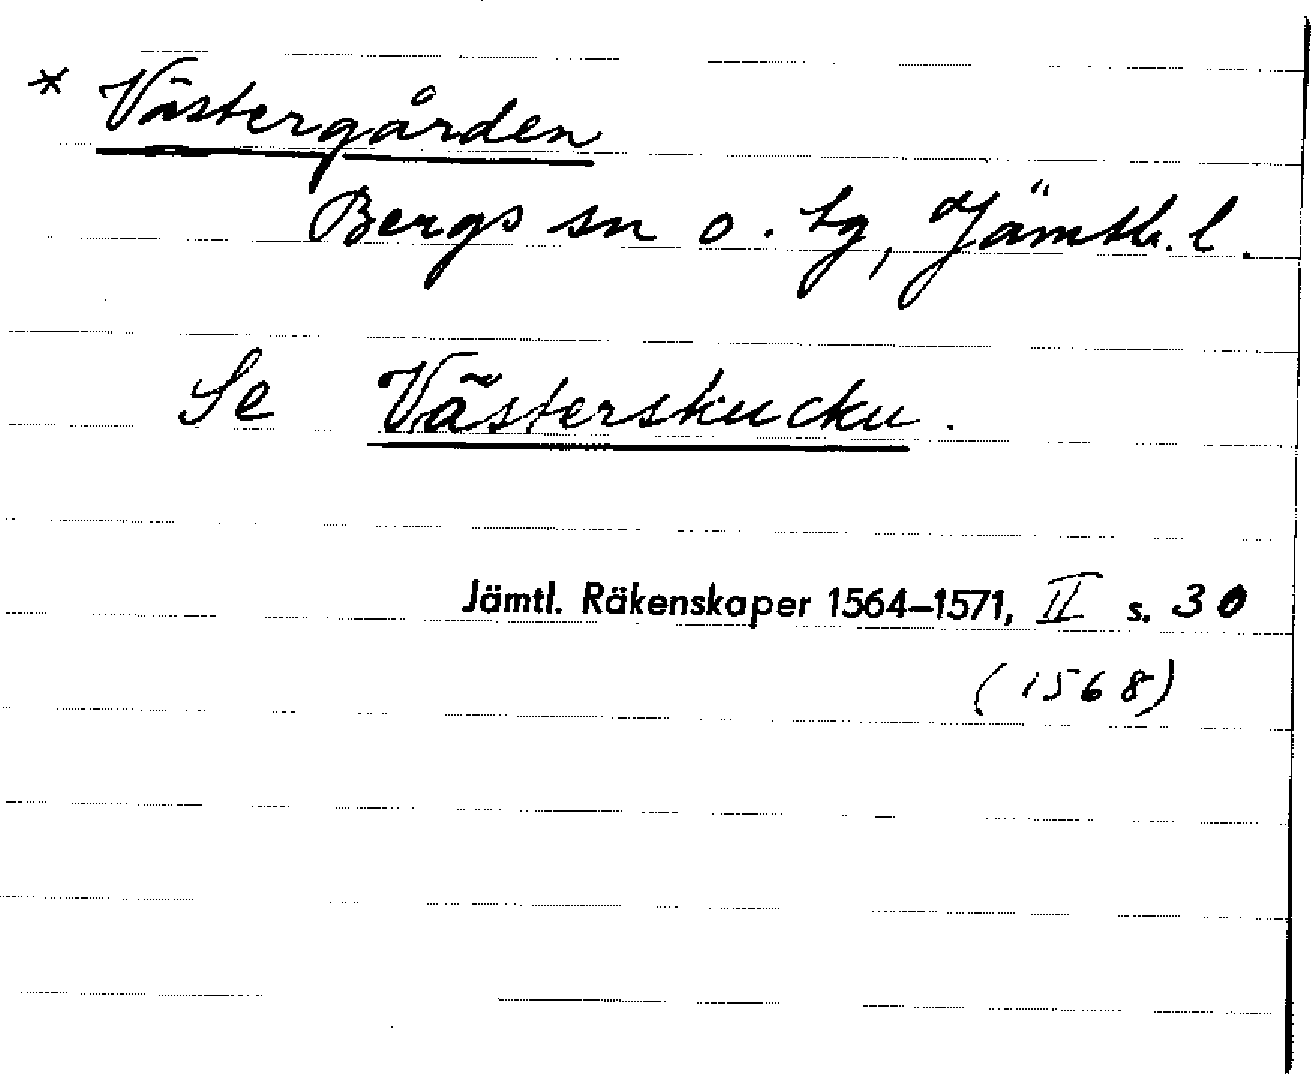 * Västergården
Bergs sn o. tg, Jämtl. l.
Se Västerskucku.
Jämtl. Räkenskaper 1564–1571, II s. 30
(1568)